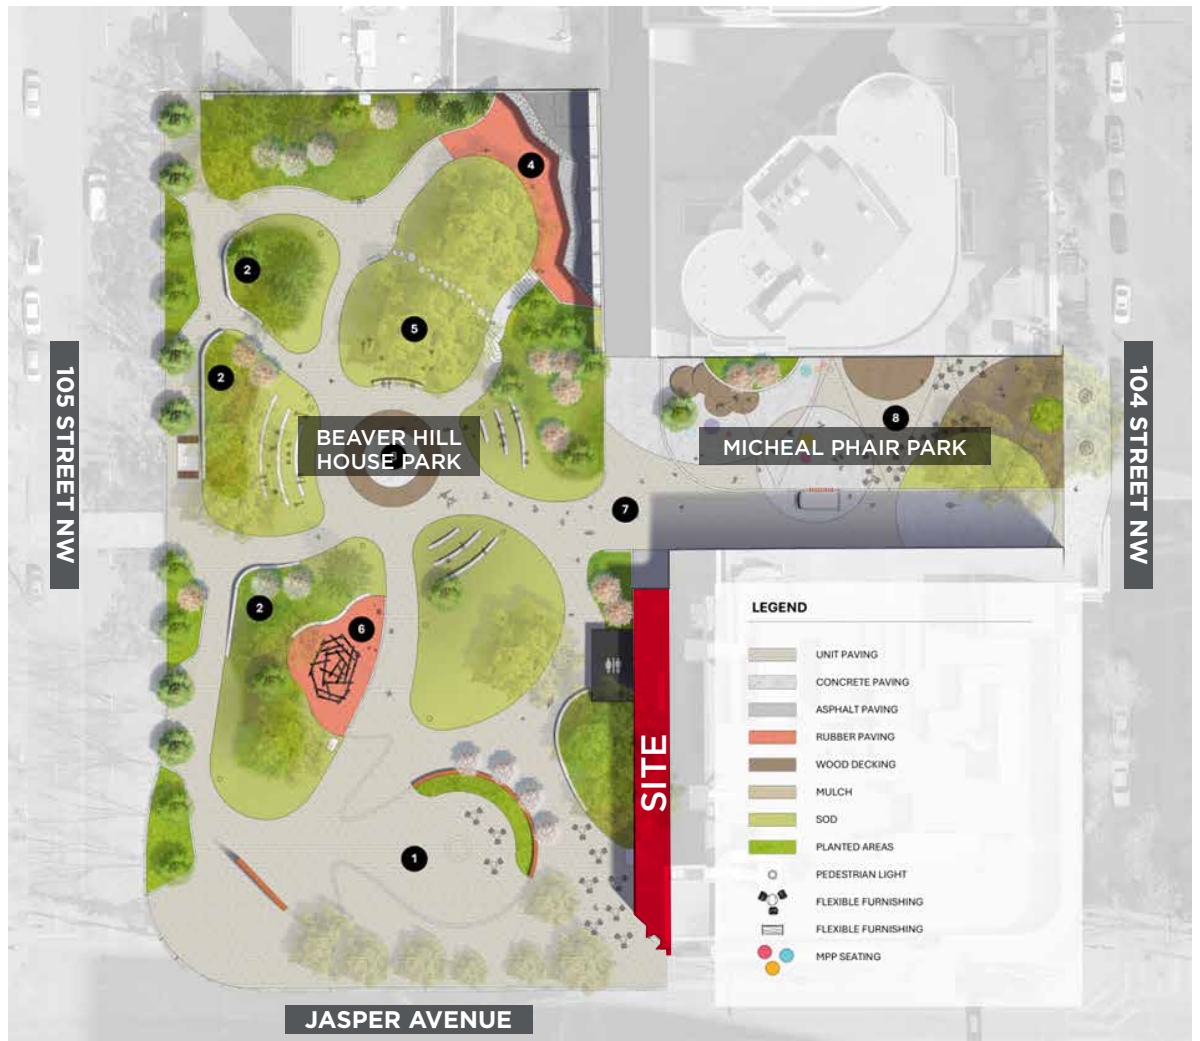 4
2
5
2
8
BEAVER HILL
HOUSE PARK
3
MICHEAL PHAIR PARK
105 STREET NW
104 STREET NW
7
2
6
SITE
1
JASPER AVENUE
LEGEND
UNIT PAVING
CONCRETE PAVING
ASPHALT PAVING
RUBBER PAVING
WOOD DECKING
MULCH
SOD
PLANTED AREAS
PEDESTRIAN LIGHT
FLEXIBLE FURNISHING
FLEXIBLE FURNISHING
MPP SEATING